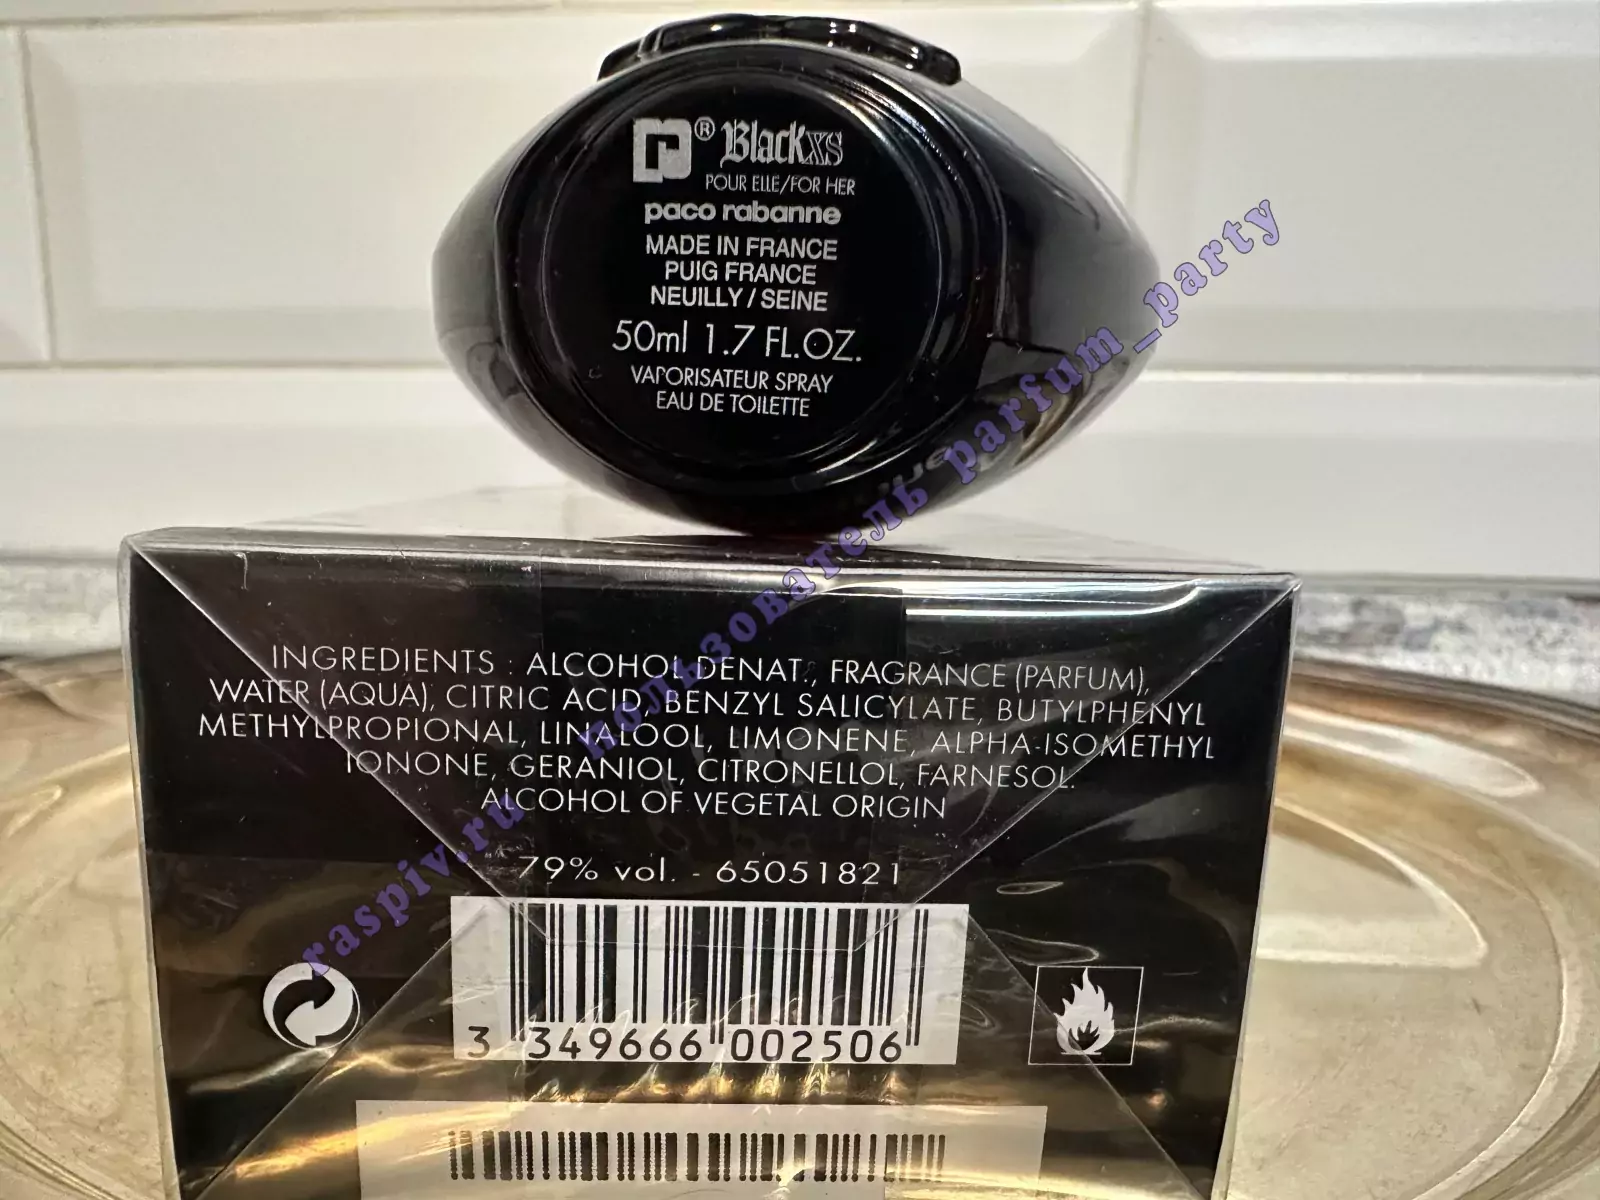 r® Blackxs
POUR ELLE/FOR HER
paco rabanne
MADE IN FRANCE
PUIG FRANCE
NEUILLY / SEINE
50ml 1.7 FL.OZ.
VAPORISATEUR SPRAY
EAU DE TOILETTE
INGREDIENTS : ALCOHOL DENAT., FRAGRANCE (PARFUM),
WATER (AQUA), CITRIC ACID, BENZYL SALICYLATE, BUTYLPHENYL
METHYLPROPIONAL, LINALOOL, LIMONENE, ALPHA-ISOMETHYL
IONONE, GERANIOL, CITRONELLOL, FARNESOL.
ALCOHOL OF VEGETAL ORIGIN
79% vol. - 65051821
3 349666 002506
raspiv.ru пользователь parfum_party